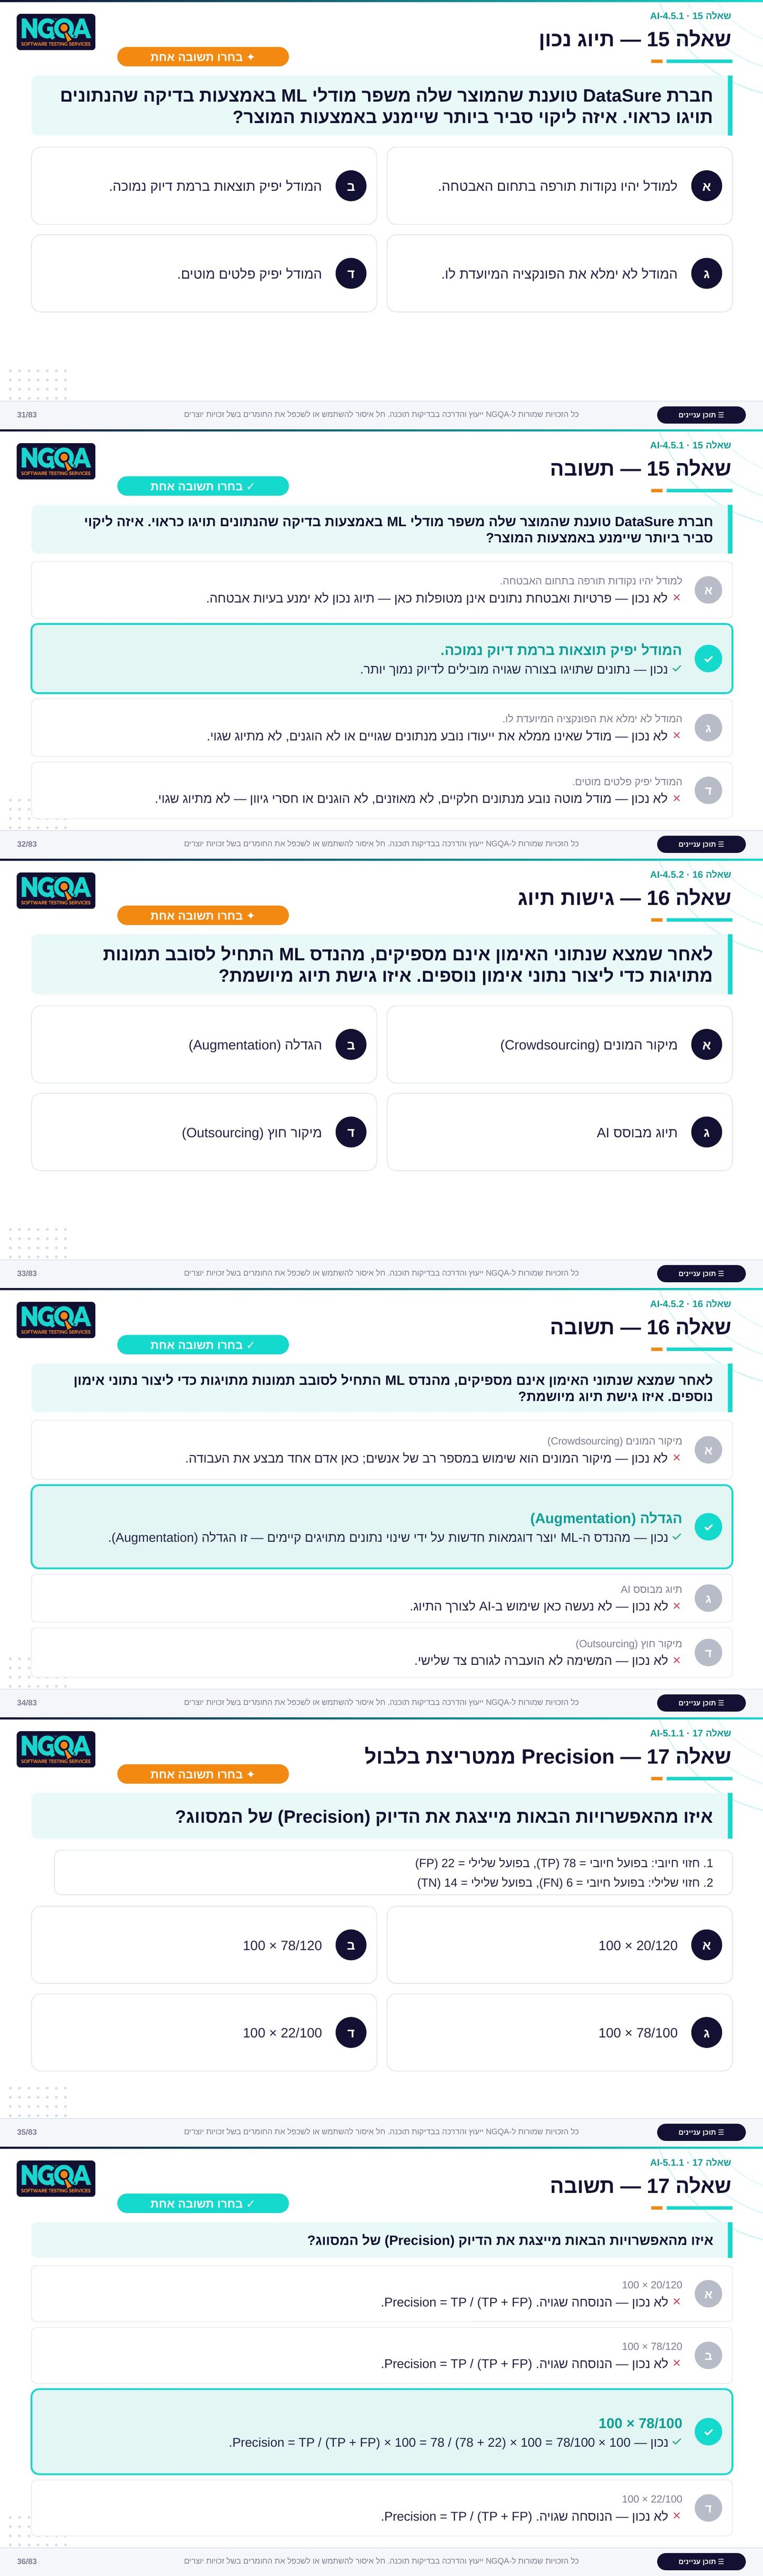 שאלה 15 · AI-4.5.1
שאלה 15 — תיוג נכון
NGQA
SOFTWARE TESTING SERVICES
✦ בחרו תשובה אחת
חברת DataSure טוענת שהמוצר שלה משפר מודלי ML באמצעות בדיקה שהנתונים
תויגו כראוי. איזה ליקוי סביר ביותר שיימנע באמצעות המוצר?
א
למודל יהיו נקודות תורפה בתחום האבטחה.
ב
המודל יפיק תוצאות ברמת דיוק נמוכה.
ג
המודל לא ימלא את הפונקציה המיועדת לו.
ד
המודל יפיק פלטים מוטים.
☰ תוכן עניינים
כל הזכויות שמורות ל-NGQA ייעוץ והדרכה בבדיקות תוכנה. חל איסור להשתמש או לשכפל את החומרים בשל זכויות יוצרים
31/83
שאלה 15 · AI-4.5.1
שאלה 15 — תשובה
NGQA
SOFTWARE TESTING SERVICES
✓ בחרו תשובה אחת
חברת DataSure טוענת שהמוצר שלה משפר מודלי ML באמצעות בדיקה שהנתונים תויגו כראוי. איזה ליקוי
סביר ביותר שיימנע באמצעות המוצר?
א
למודל יהיו נקודות תורפה בתחום האבטחה.
✕ לא נכון — פרטיות ואבטחת נתונים אינן מטופלות כאן — תיוג נכון לא ימנע בעיות אבטחה.
✓
המודל יפיק תוצאות ברמת דיוק נמוכה.
✓ נכון — נתונים שתויגו בצורה שגויה מובילים לדיוק נמוך יותר.
ג
המודל לא ימלא את הפונקציה המיועדת לו.
✕ לא נכון — מודל שאינו ממלא את ייעודו נובע מנתונים שגויים או לא הוגנים, לא מתיוג שגוי.
ד
המודל יפיק פלטים מוטים.
✕ לא נכון — מודל מוטה נובע מנתונים חלקיים, לא מאוזנים, לא הוגנים או חסרי גיוון — לא מתיוג שגוי.
☰ תוכן עניינים
כל הזכויות שמורות ל-NGQA ייעוץ והדרכה בבדיקות תוכנה. חל איסור להשתמש או לשכפל את החומרים בשל זכויות יוצרים
32/83
שאלה 16 · AI-4.5.2
שאלה 16 — גישות תיוג
NGQA
SOFTWARE TESTING SERVICES
✦ בחרו תשובה אחת
לאחר שמצא שנתוני האימון אינם מספיקים, מהנדס ML התחיל לסובב תמונות
מתויגות כדי ליצור נתוני אימון נוספים. איזו גישת תיוג מיושמת?
א
מיקור המונים (Crowdsourcing)
ב
הגדלה (Augmentation)
ג
תיוג מבוסס AI
ד
מיקור חוץ (Outsourcing)
☰ תוכן עניינים
כל הזכויות שמורות ל-NGQA ייעוץ והדרכה בבדיקות תוכנה. חל איסור להשתמש או לשכפל את החומרים בשל זכויות יוצרים
33/83
שאלה 16 · AI-4.5.2
שאלה 16 — תשובה
NGQA
SOFTWARE TESTING SERVICES
✓ בחרו תשובה אחת
לאחר שמצא שנתוני האימון אינם מספיקים, מהנדס ML התחיל לסובב תמונות מתויגות כדי ליצור נתוני אימון
נוספים. איזו גישת תיוג מיושמת?
א
מיקור המונים (Crowdsourcing)
✕ לא נכון — מיקור המונים הוא שימוש במספר רב של אנשים; כאן אדם אחד מבצע את העבודה.
✓
הגדלה (Augmentation)
✓ נכון — מהנדס ה-ML יוצר דוגמאות חדשות על ידי שינוי נתונים מתויגים קיימים — זו הגדלה (Augmentation).
ג
תיוג מבוסס AI
✕ לא נכון — לא נעשה כאן שימוש ב-AI לצורך התיוג.
ד
מיקור חוץ (Outsourcing)
✕ לא נכון — המשימה לא הועברה לגורם צד שלישי.
☰ תוכן עניינים
כל הזכויות שמורות ל-NGQA ייעוץ והדרכה בבדיקות תוכנה. חל איסור להשתמש או לשכפל את החומרים בשל זכויות יוצרים
34/83
שאלה 17 · AI-5.1.1
שאלה 17 — Precision ממטריצת בלבול
NGQA
SOFTWARE TESTING SERVICES
✦ בחרו תשובה אחת
איזו מהאפשרויות הבאות מייצגת את הדיוק (Precision) של המסווג?
1. חזוי חיובי: בפועל חיובי = 78 (TP), בפועל שלילי = 22 (FP)
2. חזוי שלילי: בפועל חיובי = 6 (FN), בפועל שלילי = 14 (TN)
א
100 × 20/120
ב
100 × 78/120
ג
100 × 78/100
ד
100 × 22/100
☰ תוכן עניינים
כל הזכויות שמורות ל-NGQA ייעוץ והדרכה בבדיקות תוכנה. חל איסור להשתמש או לשכפל את החומרים בשל זכויות יוצרים
35/83
שאלה 17 · AI-5.1.1
שאלה 17 — תשובה
NGQA
SOFTWARE TESTING SERVICES
✓ בחרו תשובה אחת
איזו מהאפשרויות הבאות מייצגת את הדיוק (Precision) של המסווג?
א
100 × 20/120
✕ לא נכון — הנוסחה שגויה. Precision = TP / (TP + FP).
ב
100 × 78/120
✕ לא נכון — הנוסחה שגויה. Precision = TP / (TP + FP).
✓
100 × 78/100
✓ נכון — Precision = TP / (TP + FP) × 100 = 78 / (78 + 22) × 100 = 78/100 × 100.
ד
100 × 22/100
✕ לא נכון — הנוסחה שגויה. Precision = TP / (TP + FP).
☰ תוכן עניינים
כל הזכויות שמורות ל-NGQA ייעוץ והדרכה בבדיקות תוכנה. חל איסור להשתמש או לשכפל את החומרים בשל זכויות יוצרים
36/83